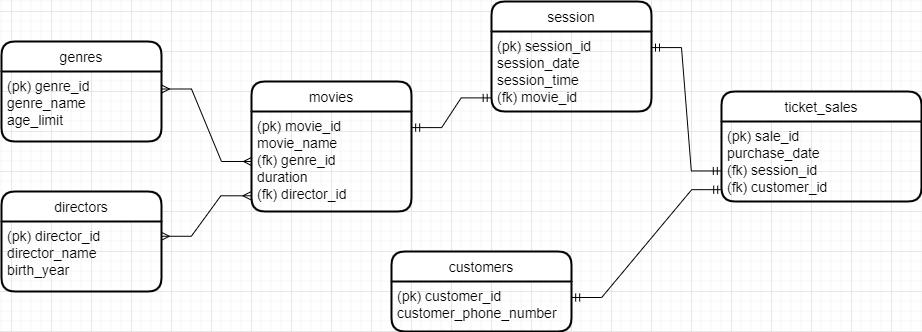 session
(pk) session_id
session_date
session_time
(fk) movie_id
genres
(pk) genre_id
genre_name
age_limit
movies
(pk) movie_id
movie_name
(fk) genre_id
duration
(fk) director_id
ticket_sales
(pk) sale_id
purchase_date
(fk) session_id
(fk) customer_id
directors
(pk) director_id
director_name
birth_year
customers
(pk) customer_id
customer_phone_number